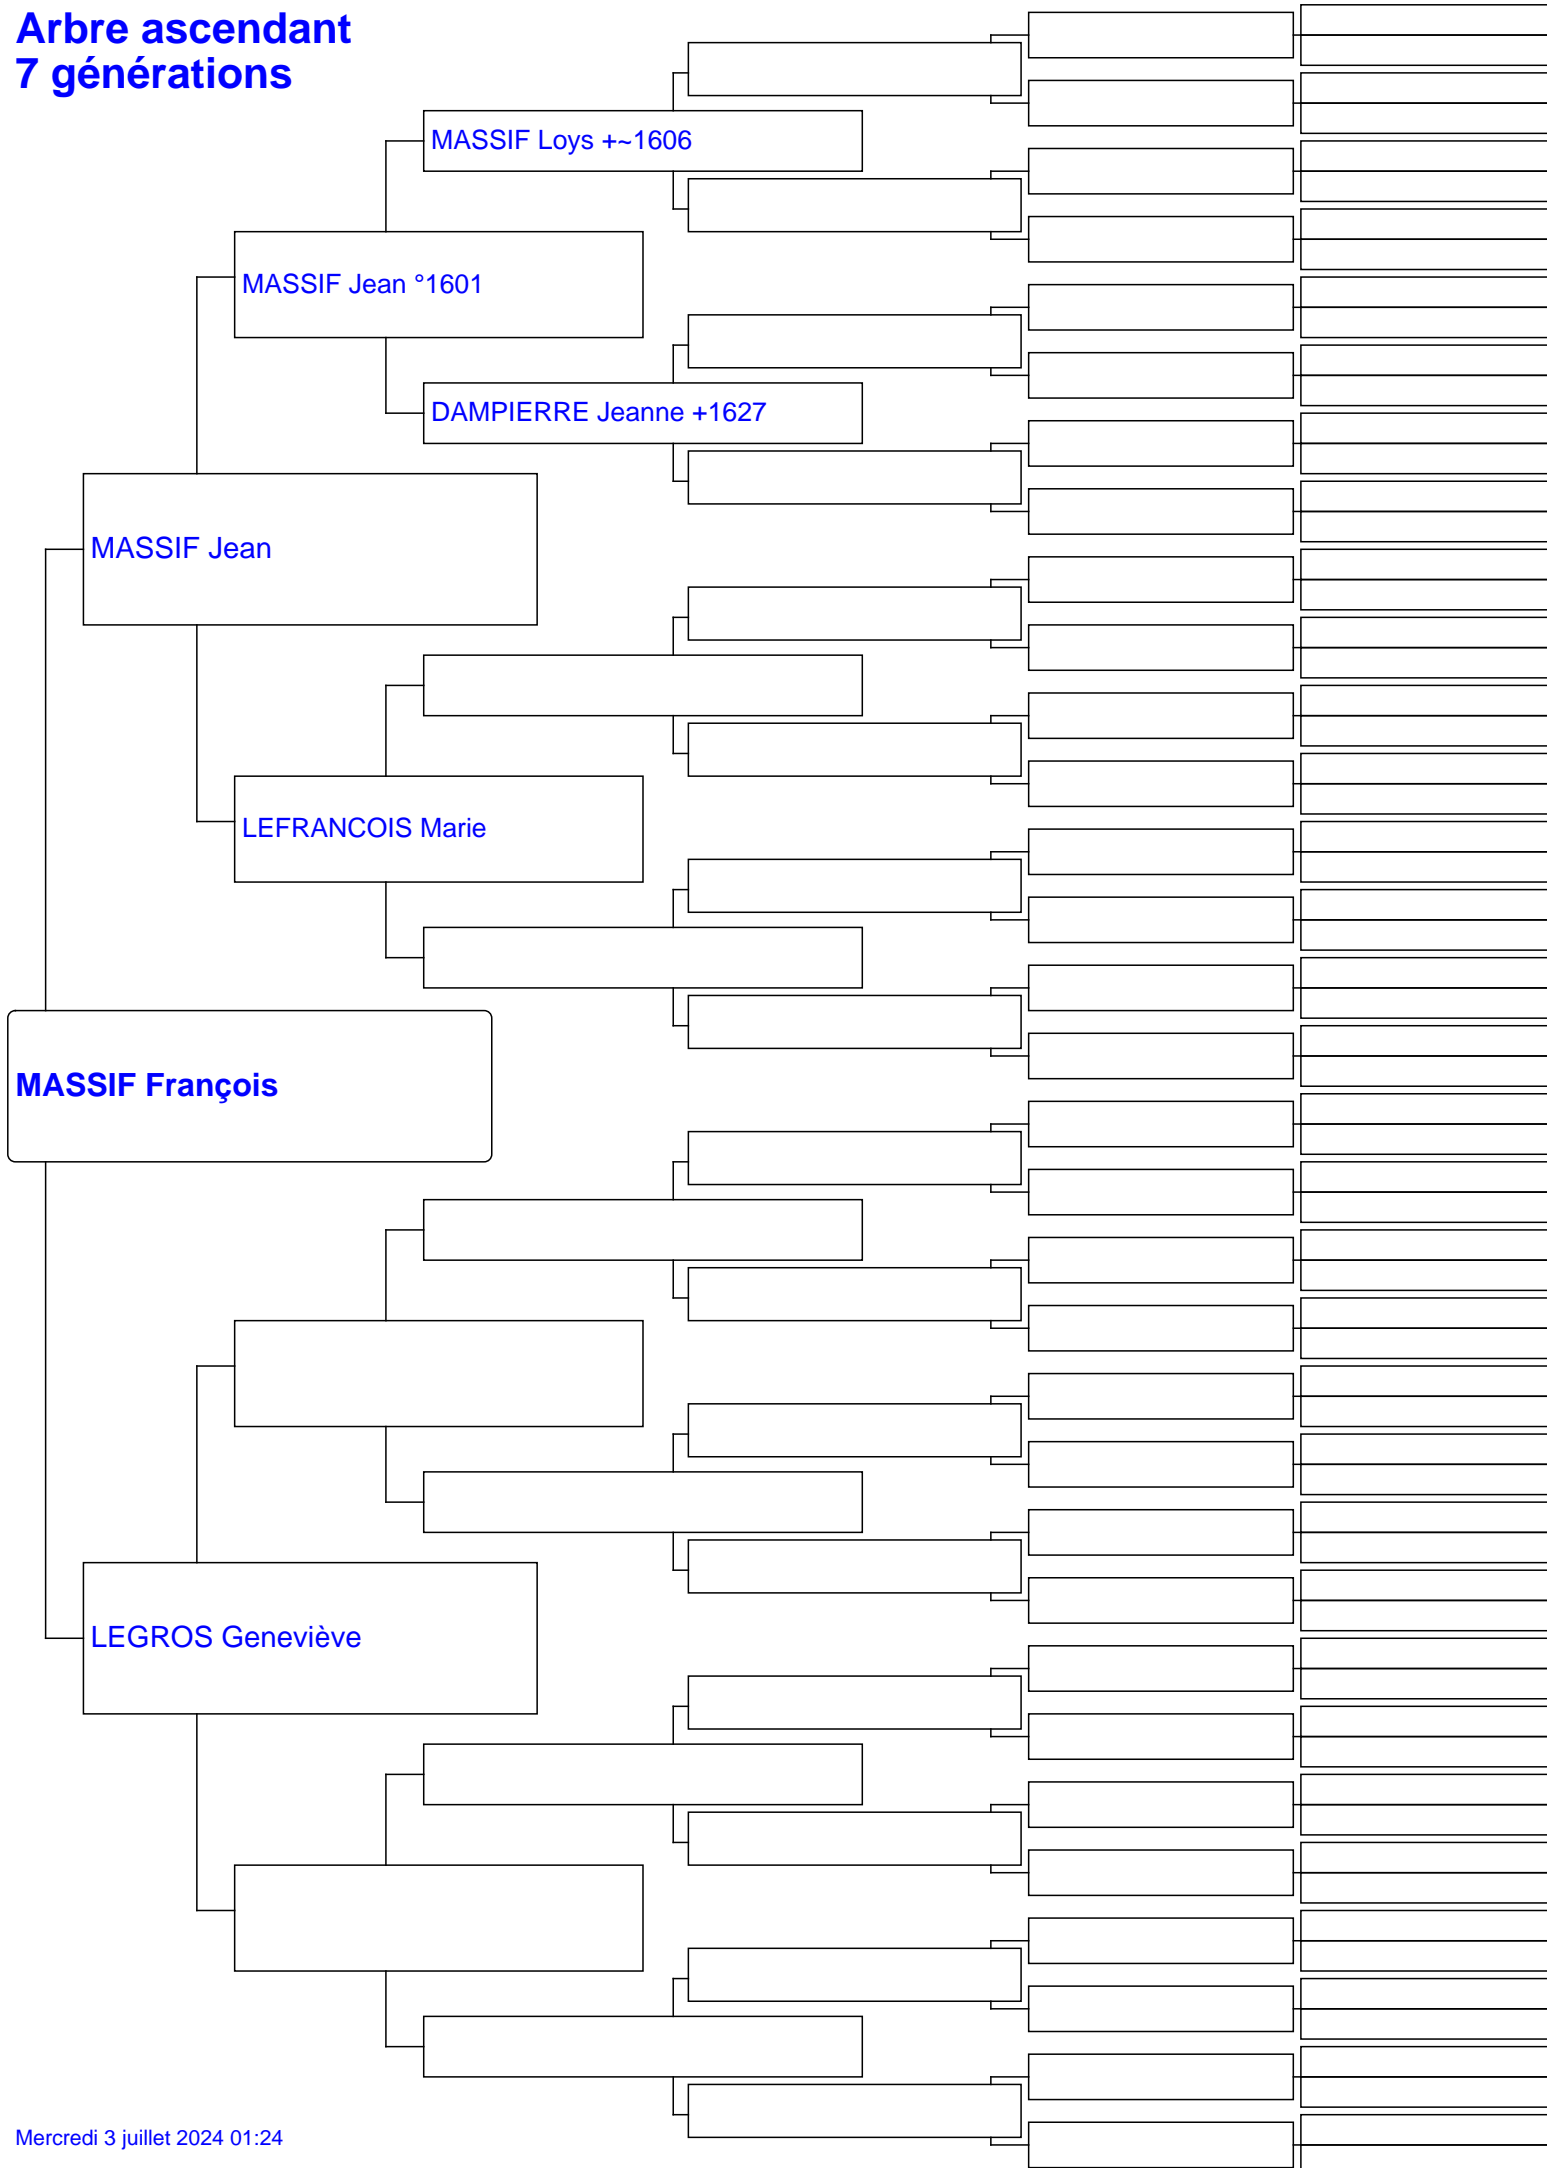 Arbre ascendant
7 générations
MASSIF Loys +~1606
MASSIF Jean °1601
DAMPIERRE Jeanne +1627
MASSIF Jean
LEFRANCOIS Marie
MASSIF François
LEGROS Geneviève
Mercredi 3 juillet 2024 01:24